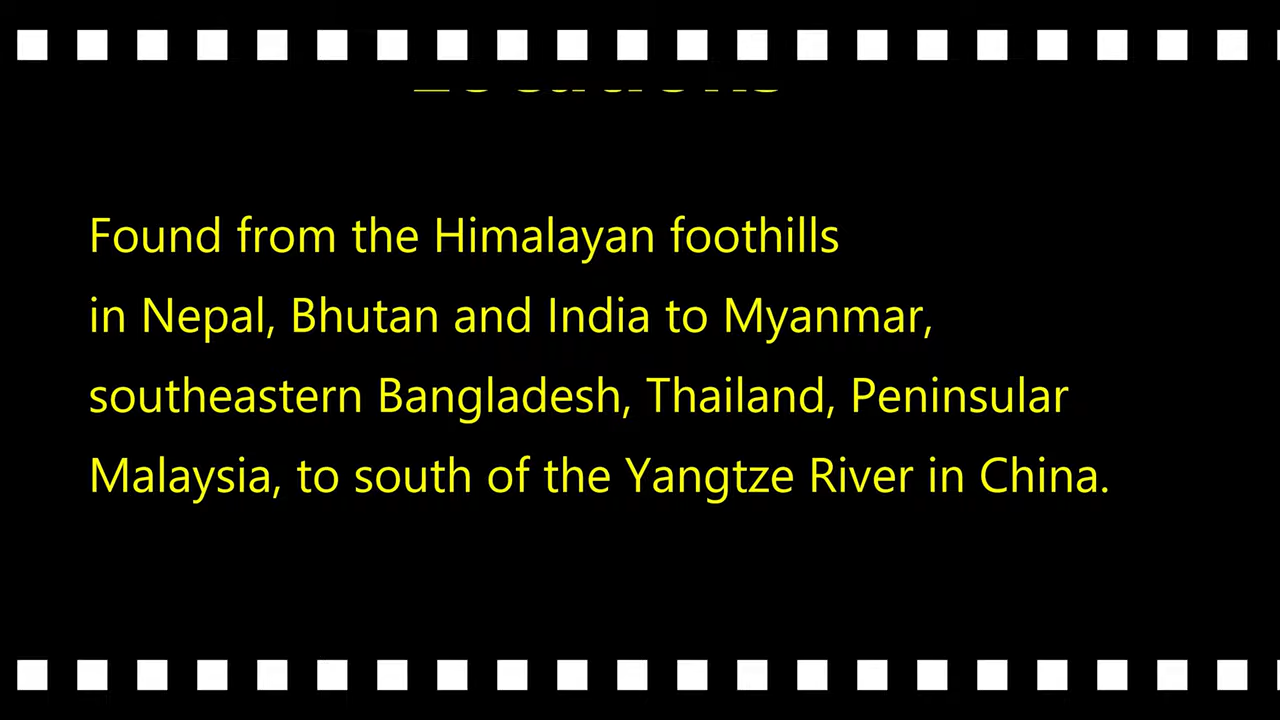 Found from the Himalayan foothills
in Nepal, Bhutan and India to Myanmar,
southeastern Bangladesh, Thailand, Peninsular
Malaysia, to south of the Yangtze River in China.